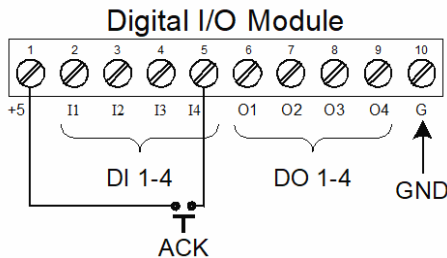 Digital I/O Module
1 2 3 4 5 6 7 8 9 10
+5 I1 I2 I3 I4 O1 O2 O3 O4 G
DI 1-4 DO 1-4 GND
ACK